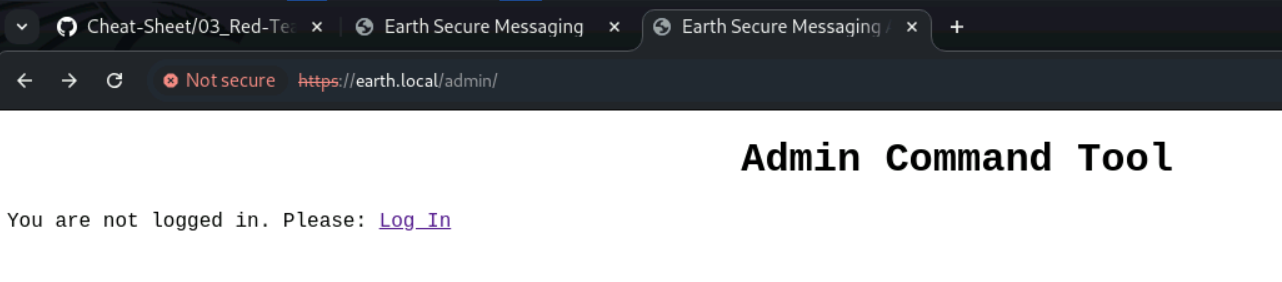 Cheat-Sheet/03_Red-Tea
Earth Secure Messaging
Earth Secure Messaging /
Not secure https://earth.local/admin/
Admin Command Tool
You are not logged in. Please: Log In